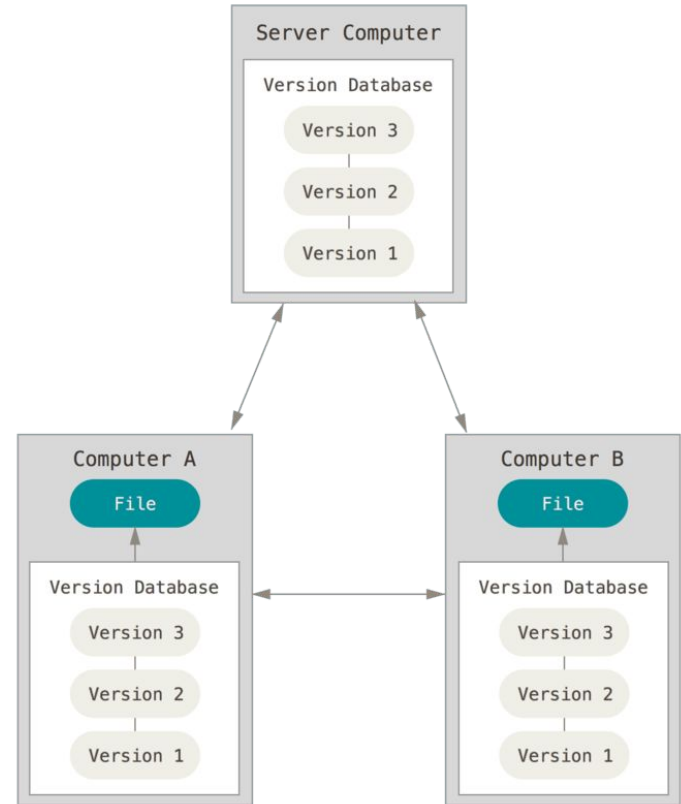 Server Computer
Version Database
Version 3
Version 2
Version 1
Computer A
File
Version Database
Version 3
Version 2
Version 1
Computer B
File
Version Database
Version 3
Version 2
Version 1